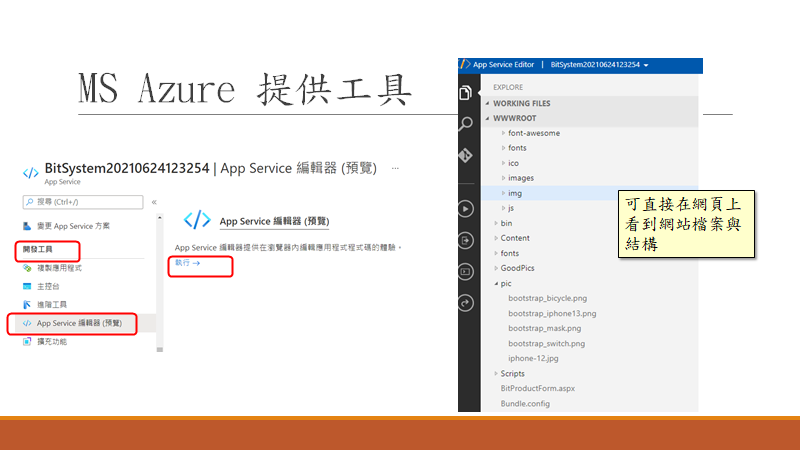 MS Azure 提供工具
BitSystem20210624123254 | App Service 編輯器 (預覽) ...
App Service
搜尋 (Ctrl+/)
«
變更 App Service 方案
開發工具
複製應用程式
主控台
進階工具
App Service 編輯器 (預覽)
擴充功能
App Service 編輯器 (預覽)
App Service 編輯器提供在瀏覽器內編輯應用程式程式碼的體驗。
執行 →
App Service Editor | BitSystem20210624123254
EXPLORE
WORKING FILES
WWWROOT
font-awesome
fonts
ico
images
img
js
bin
Content
fonts
GoodPics
pic
bootstrap_bicycle.png
bootstrap_iphone13.png
bootstrap_mask.png
bootstrap_switch.png
iphone-12.jpg
Scripts
BitProductForm.aspx
Bundle.config
可直接在網頁上
看到網站檔案與
結構